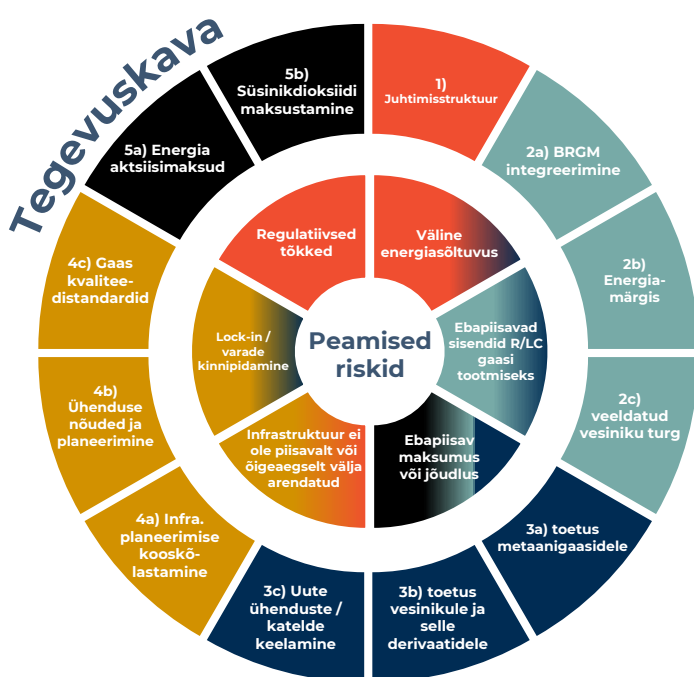 Tegevuskava
1)
Juhtimisstruktuur
2a) BRGM
integreerimine
2b)
Energia-
märgis
2c)
veeldatud
vesiniku turg
3a) toetus
metaanigaasidele
3b) toetus
vesinikule ja
selle
derivaatidele
3c) Uute
ühenduste /
katelde
keelamine
4a) Infra.
planeerimise
kooskõ-
lastamine
4b)
Ühenduse
nõuded ja
planeerimine
4c) Gaas
kvalitee-
distandardid
5a) Energia
aktsiisimaksud
5b)
Süsinikdioksiidi
maksustamine
Peamised
riskid
Regulatiivsed
tõkked
Väline
energiasõltuvus
Ebapiisavad
sisendid R/LC
gaasi
tootmiseks
Ebapiisav
maksumus
või jõudlus
Infrastruktuur ei
ole piisavalt või
õigeaegselt välja
arendatud
Lock-in /
varade
kinnipidamine